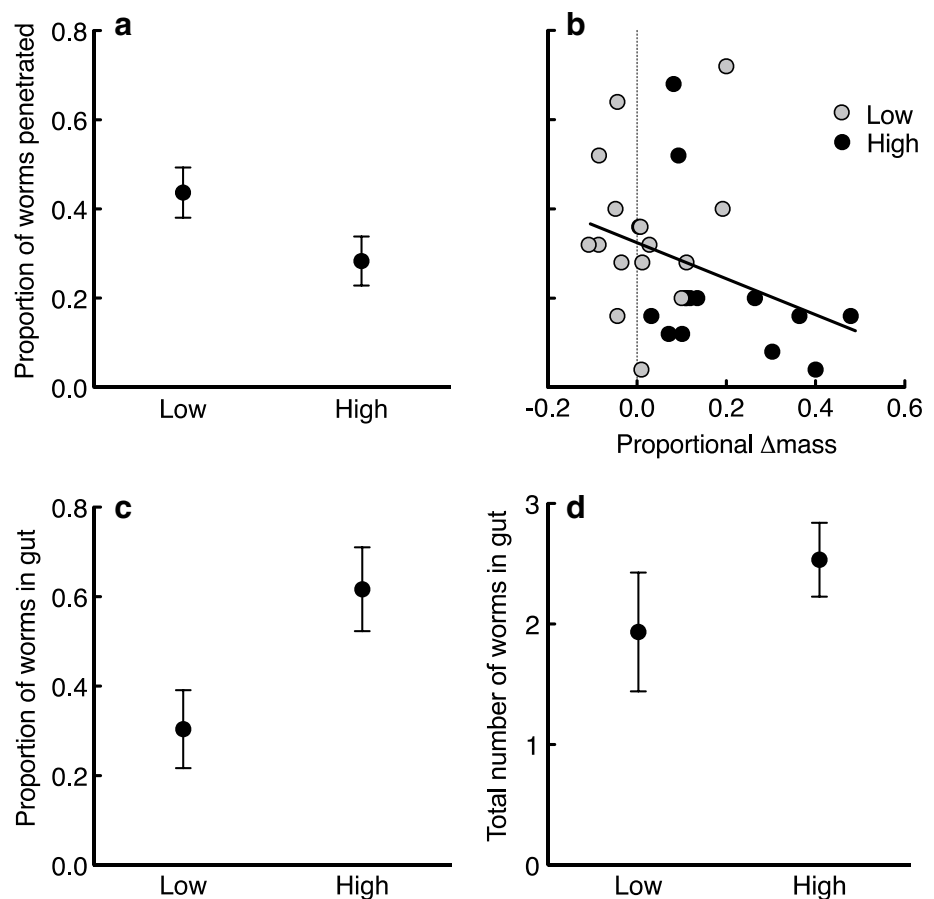 a
Proportion of worms penetrated
0.8
0.6
0.4
0.2
0.0
Low High
b
Low
High
-0.2 0.0 0.2 0.4 0.6
Proportional Δmass
c
Proportion of worms in gut
0.8
0.6
0.4
0.2
0.0
Low High
d
Total number of worms in gut
3
2
1
0
Low High